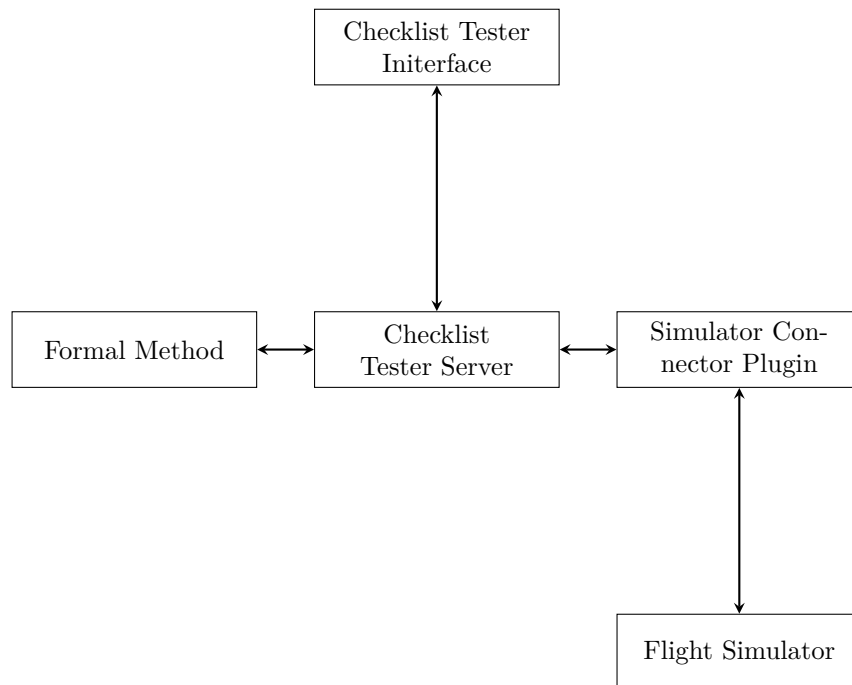 Checklist Tester
Initerface
Formal Method
Checklist
Tester Server
Simulator Con-
nector Plugin
Flight Simulator